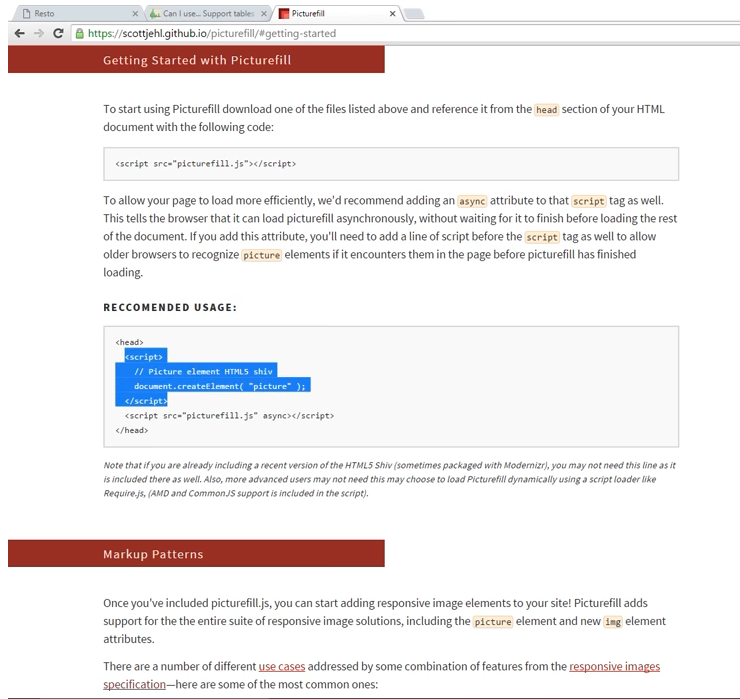 Resto
Can I use... Support tables
Picturefill
https://scottjehl.github.io/picturefill/#getting-started
Getting Started with Picturefill
To start using Picturefill download one of the files listed above and reference it from the head section of your HTML
document with the following code:
<script src="picturefill.js"></script>
To allow your page to load more efficiently, we'd recommend adding an async attribute to that script tag as well.
This tells the browser that it can load picturefill asynchronously, without waiting for it to finish before loading the rest
of the document. If you add this attribute, you'll need to add a line of script before the script tag as well to allow
older browsers to recognize picture elements if it encounters them in the page before picturefill has finished
loading.
RECCOMENDED USAGE:
<head>
<script>
// Picture element HTML5 shiv
document.createElement( "picture" );
</script>
<script src="picturefill.js" async></script>
</head>
Note that if you are already including a recent version of the HTML5 Shiv (sometimes packaged with Modernizr), you may not need this line as it
is included there as well. Also, more advanced users may not need this may choose to load Picturefill dynamically using a script loader like
Require.js, (AMD and CommonJS support is included in the script).
Markup Patterns
Once you've included picturefill.js, you can start adding responsive image elements to your site! Picturefill adds
support for the the entire suite of responsive image solutions, including the picture element and new img element
attributes.
There are a number of different use cases addressed by some combination of features from the responsive images
specification—here are some of the most common ones: